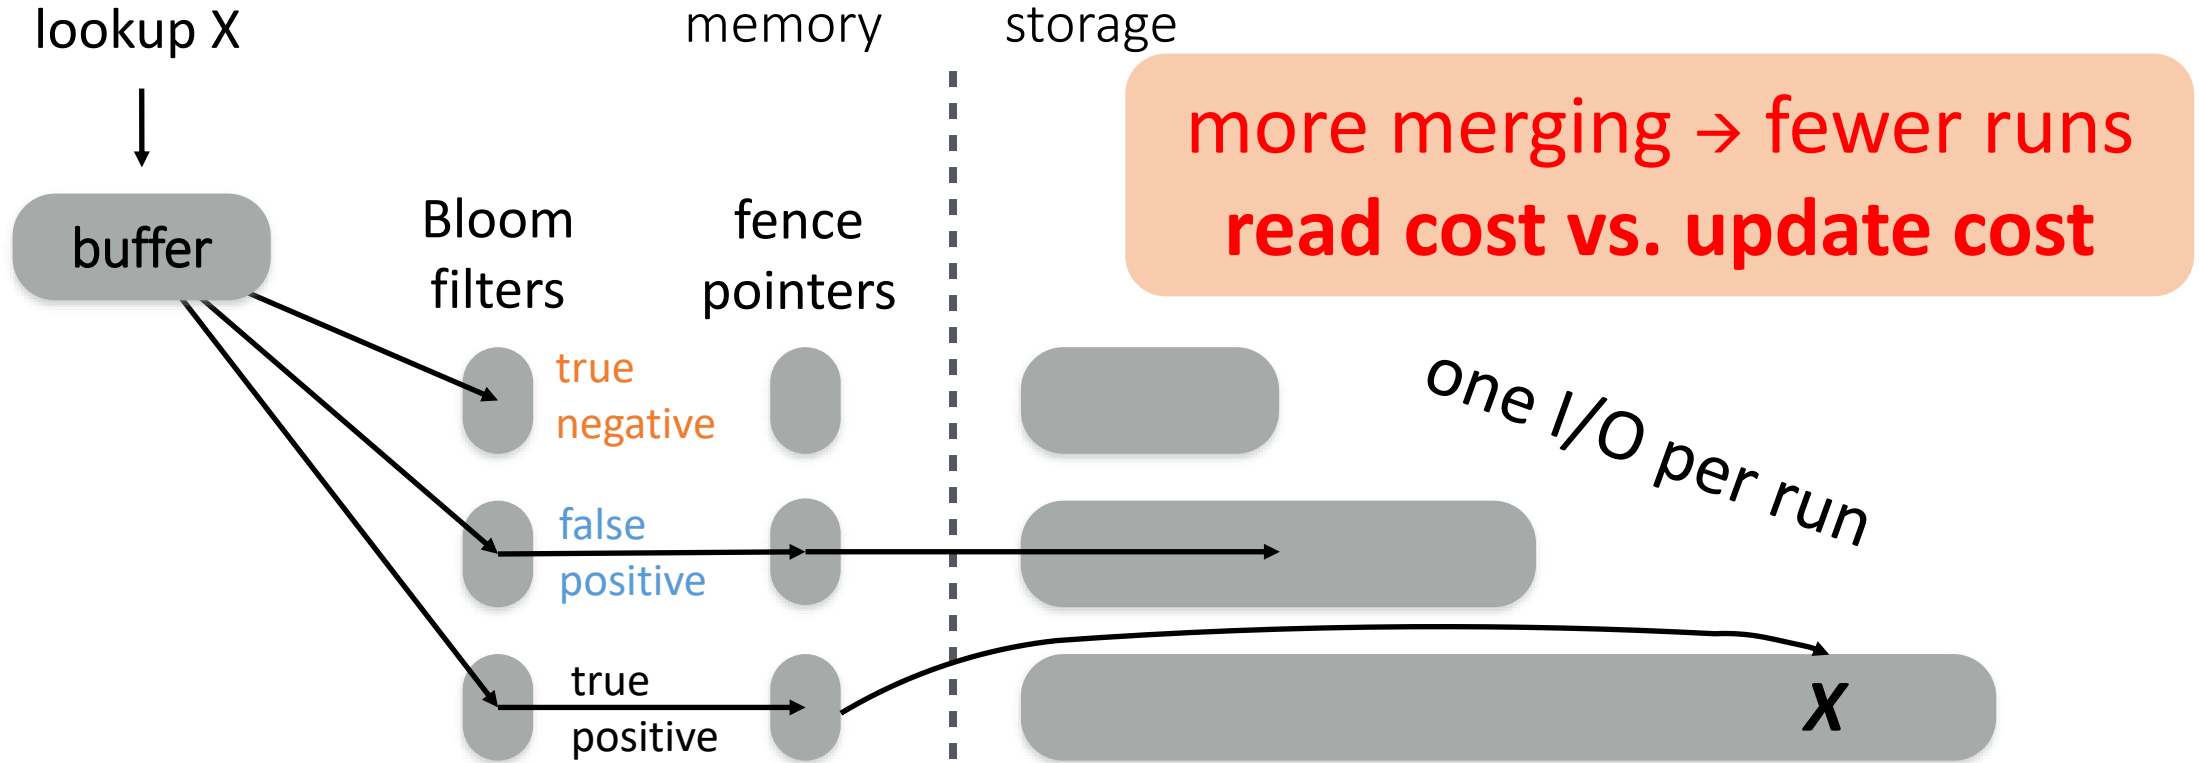 lookup X
memory
storage
more merging → fewer runs
read cost vs. update cost
buffer
Bloom
filters
fence
pointers
true
negative
one I/O per run
false
positive
true
positive
X